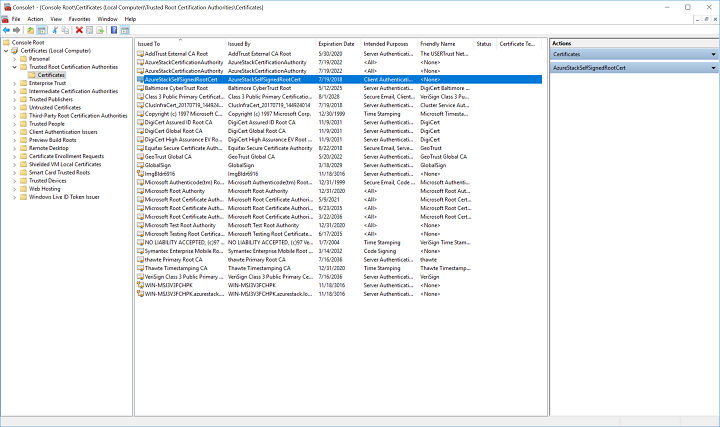 Console1 - [Console Root\Certificates (Local Computer)\Trusted Root Certification Authorities\Certificates]
File Action View Favorites Window Help
Console Root
Certificates (Local Computer)
Personal
Trusted Root Certification Authorities
Certificates
Enterprise Trust
Intermediate Certification Authorities
Trusted Publishers
Untrusted Certificates
Third-Party Root Certification Authorities
Trusted People
Client Authentication Issuers
Preview Build Roots
Remote Desktop
Certificate Enrollment Requests
Shielded VM Local Certificates
Smart Card Trusted Roots
Trusted Devices
Web Hosting
Windows Live ID Token Issuer
Issued To Issued By Expiration Date Intended Purposes Friendly Name Status Certificate Te...
AddTrust External CA Root AddTrust External CA Root 5/30/2020 Server Authenticati... The USERTrust Net...
AzureStackCertificationAuthority AzureStackCertificationAuthority 7/19/2022 <All> <None>
AzureStackCertificationAuthority AzureStackCertificationAuthority 7/19/2022 <All> <None>
AzureStackSelfSignedRootCert AzureStackSelfSignedRootCert 7/19/2018 Client Authenticati... <None>
Baltimore CyberTrust Root Baltimore CyberTrust Root 5/12/2025 Server Authenticati... DigiCert Baltimor...
Class 3 Public Primary Certificat... Class 3 Public Primary Certificatio... 8/1/2028 Secure Email, Client... VeriSign Class 3 Pu...
ClusInfraCert_20170719_144924... ClusInfraCert_20170719_144924014 7/19/2018 Server Authenticati... Cluster Service Aut...
Copyright (c) 1997 Microsoft C... Copyright (c) 1997 Microsoft Corp. 12/30/1999 Time Stamping Microsoft Timesta...
DigiCert Assured ID Root CA DigiCert Assured ID Root CA 11/9/2031 Server Authenticati... DigiCert
DigiCert Global Root CA DigiCert Global Root CA 11/9/2031 Server Authenticati... DigiCert
DigiCert High Assurance EV Ro... DigiCert High Assurance EV Root ... 11/9/2031 Server Authenticati... DigiCert
Equifax Secure Certificate Auth... Equifax Secure Certificate Authority 8/22/2018 Secure Email, Serve... GeoTrust
GeoTrust Global CA GeoTrust Global CA 5/20/2022 Server Authenticati... GeoTrust Global CA
GlobalSign GlobalSign 3/18/2029 Server Authenticati... GlobalSign
ImgBldr6916 ImgBldr6916 11/18/3016 Server Authenticati... <None>
Microsoft Authenticode(tm) Ro... Microsoft Authenticode(tm) Root... 12/31/1999 Secure Email, Code ... Microsoft Authenti...
Microsoft Root Authority Microsoft Root Authority 12/31/2020 <All> Microsoft Root Aut...
Microsoft Root Certificate Auth... Microsoft Root Certificate Authori... 5/9/2021 <All> Microsoft Root Cert...
Microsoft Root Certificate Auth... Microsoft Root Certificate Authori... 6/23/2035 <All> Microsoft Root Cert...
Microsoft Root Certificate Auth... Microsoft Root Certificate Authori... 3/22/2036 <All> Microsoft Root Cert...
Microsoft Test Root Authority Microsoft Test Root Authority 12/31/2020 <All> <None>
Microsoft Testing Root Certificat... Microsoft Testing Root Certificate... 6/17/2035 <All> <None>
NO LIABILITY ACCEPTED, (c)97 ... NO LIABILITY ACCEPTED, (c)97 Ve... 1/7/2004 Time Stamping VeriSign Time Stam...
Symantec Enterprise Mobile Ro... Symantec Enterprise Mobile Root ... 3/14/2032 Code Signing <None>
thawte Primary Root CA thawte Primary Root CA 7/16/2036 Server Authenticati... thawte
Thawte Timestamping CA Thawte Timestamping CA 12/31/2020 Time Stamping Thawte Timestamp...
VeriSign Class 3 Public Primary ... VeriSign Class 3 Public Primary Ce... 7/16/2036 Server Authenticati... VeriSign
WIN-MSJ3V3FCHPK WIN-MSJ3V3FCHPK 11/18/3016 Server Authenticati... <None>
WIN-MSJ3V3FCHPK.azurestack.... WIN-MSJ3V3FCHPK.azurestack.lo... 11/18/3016 Server Authenticati... <None>
Actions
Certificates
AzureStackSelfSignedRootCert